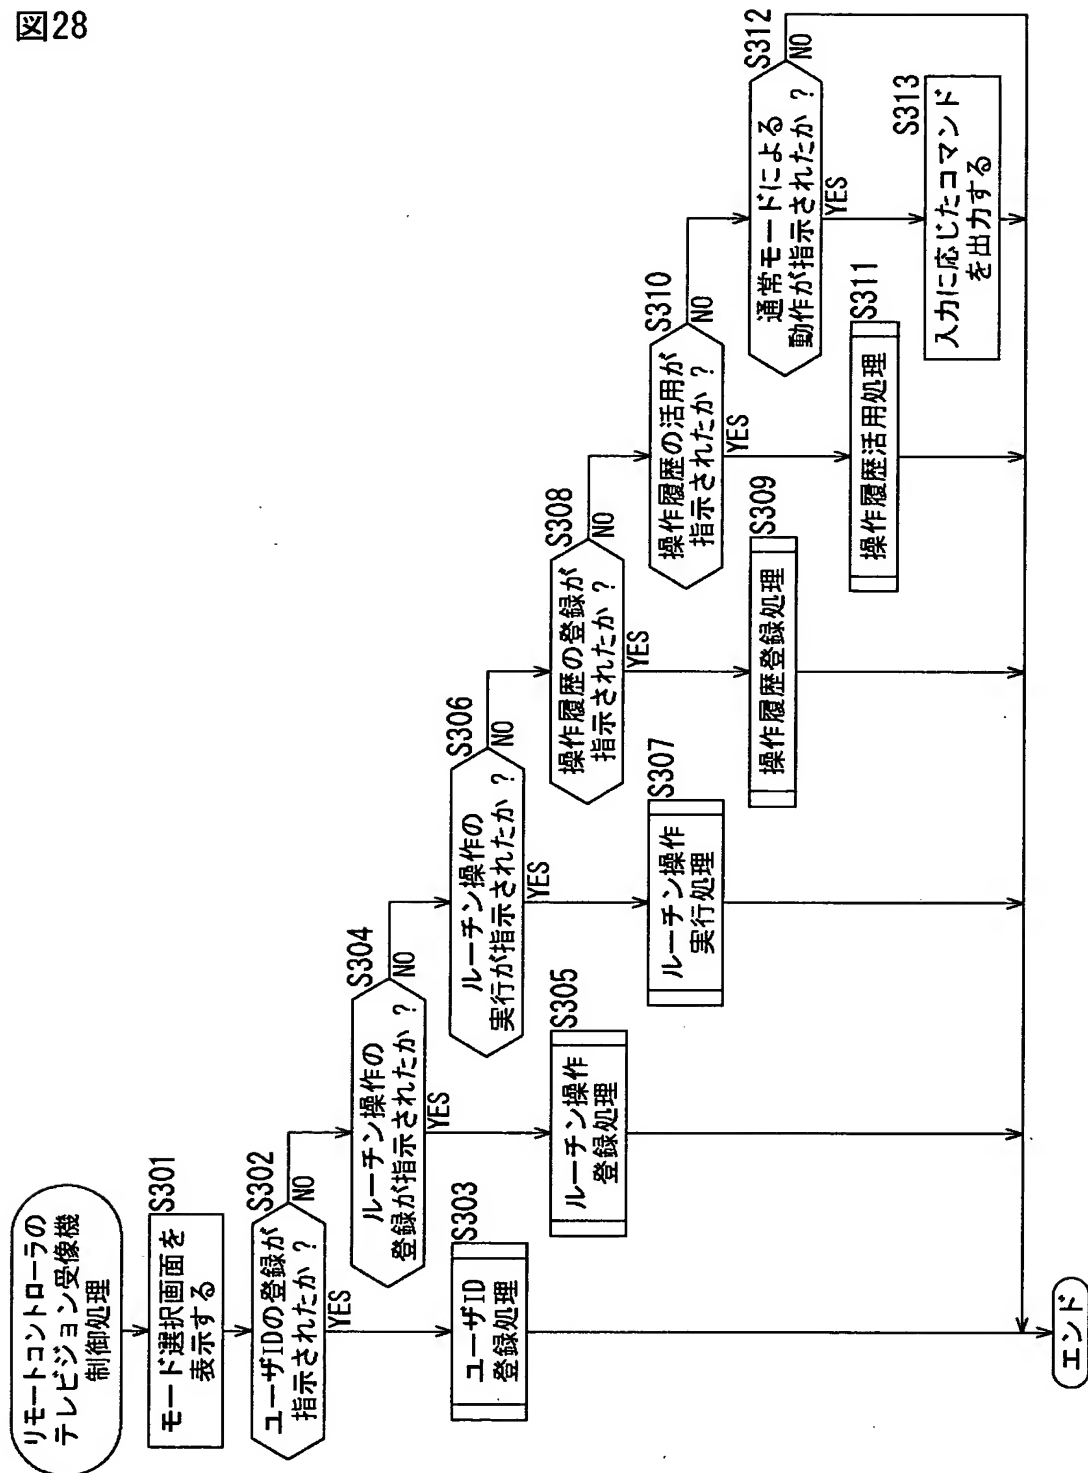 図28
リモートコントローラの
テレビジョン受像機
制御処理
S301
モード選択画面を
表示する
S302
ユーザIDの登録が
指示されたか ?
NO
YES
S303
ユーザID
登録処理
S304
ルーチン操作の
登録が指示されたか ?
NO
YES
S305
ルーチン操作
登録処理
S306
ルーチン操作の
実行が指示されたか ?
NO
YES
S307
ルーチン操作
実行処理
S308
操作履歴の登録が
指示されたか ?
NO
YES
S309
操作履歴登録処理
S310
操作履歴の活用が
指示されたか ?
NO
YES
S311
操作履歴活用処理
S312
通常モードによる
動作が指示されたか ?
NO
YES
S313
入力に応じたコマンド
を出力する
エンド